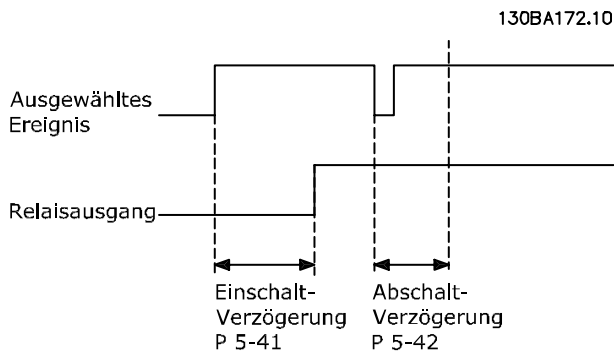 130BA172.10
Ausgewähltes
Ereignis
Relaisausgang
Einschalt-
Verzögerung
P 5-41
Abschalt-
Verzögerung
P 5-42